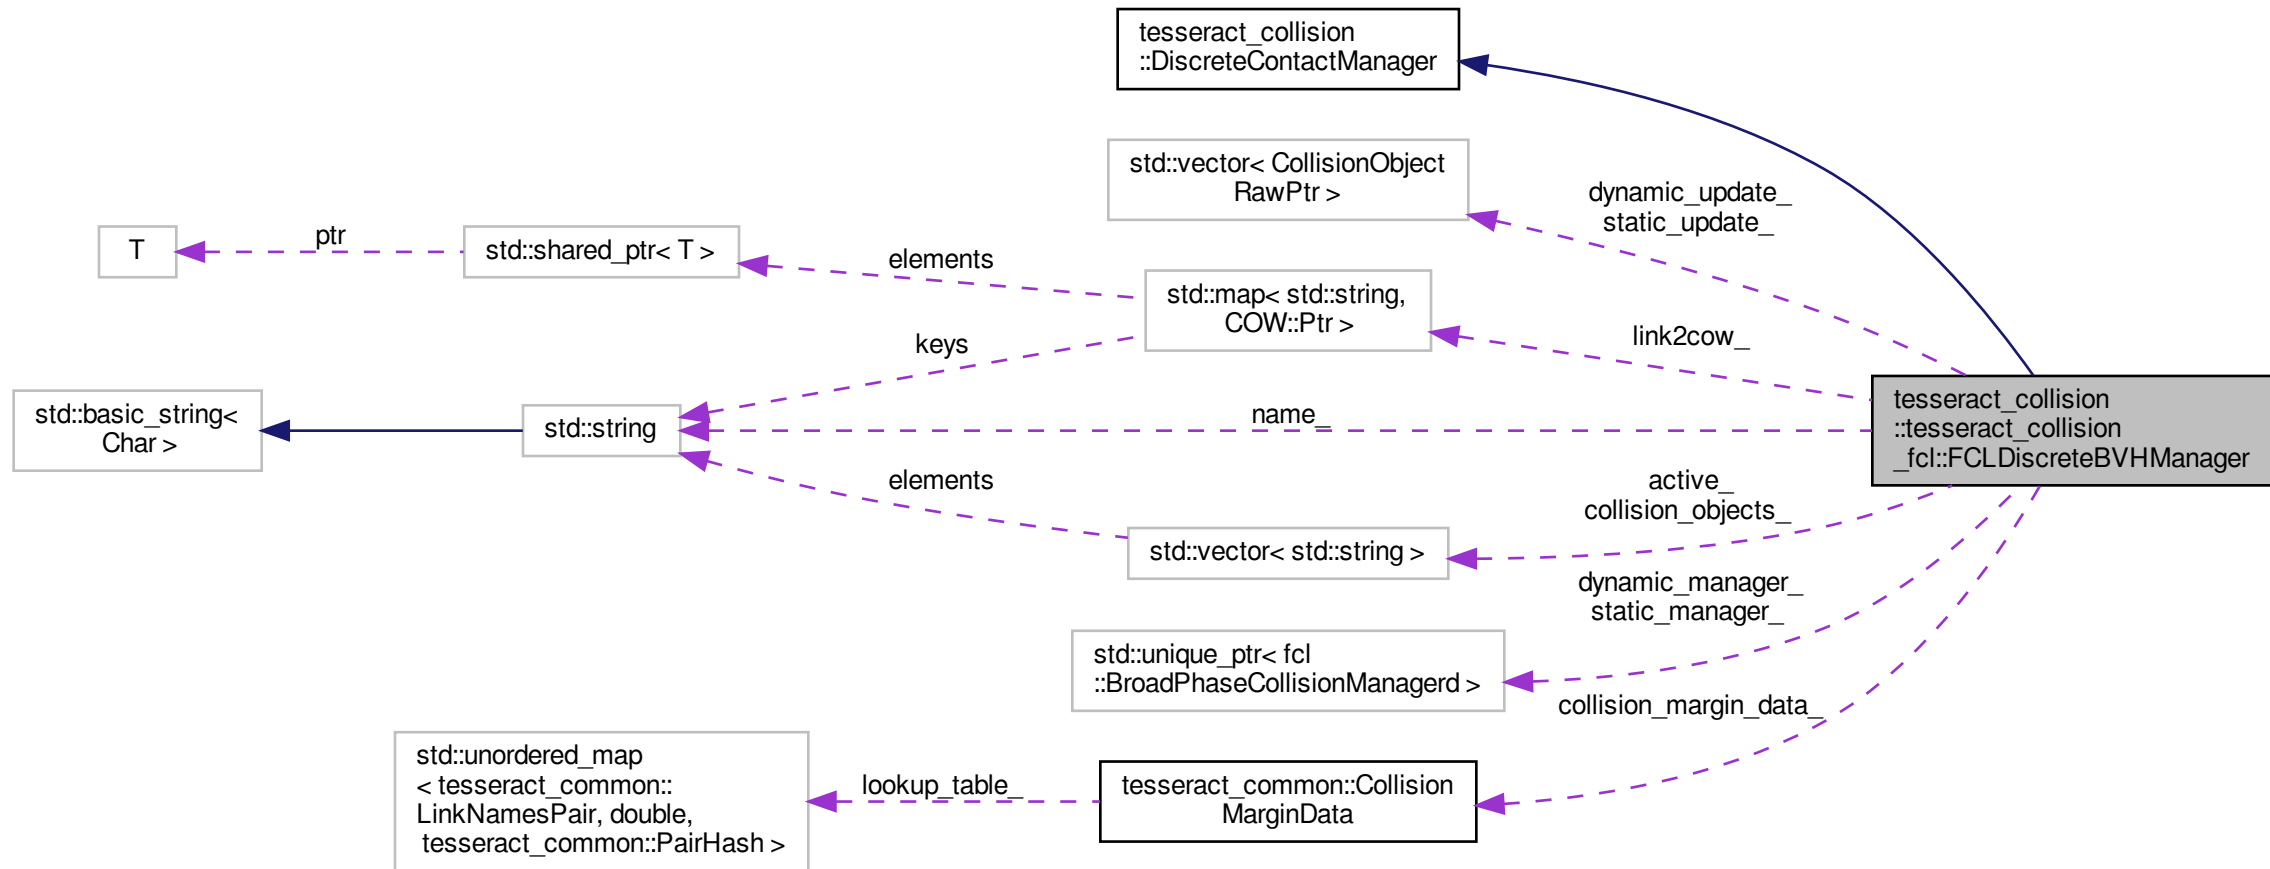 tesseract_collision
::DiscreteContactManager
std::vector< CollisionObject
RawPtr >
dynamic_update_
static_update_
T
ptr
std::shared_ptr< T >
elements
std::map< std::string,
COW::Ptr >
link2cow_
keys
std::basic_string<
Char >
std::string
name_
tesseract_collision
::tesseract_collision
_fcl::FCLDiscreteBVHManager
elements
std::vector< std::string >
active_
collision_objects_
dynamic_manager_
static_manager_
std::unique_ptr< fcl
::BroadPhaseCollisionManagerd >
collision_margin_data_
std::unordered_map
< tesseract_common::
LinkNamesPair, double,
tesseract_common::PairHash >
lookup_table_
tesseract_common::Collision
MarginData